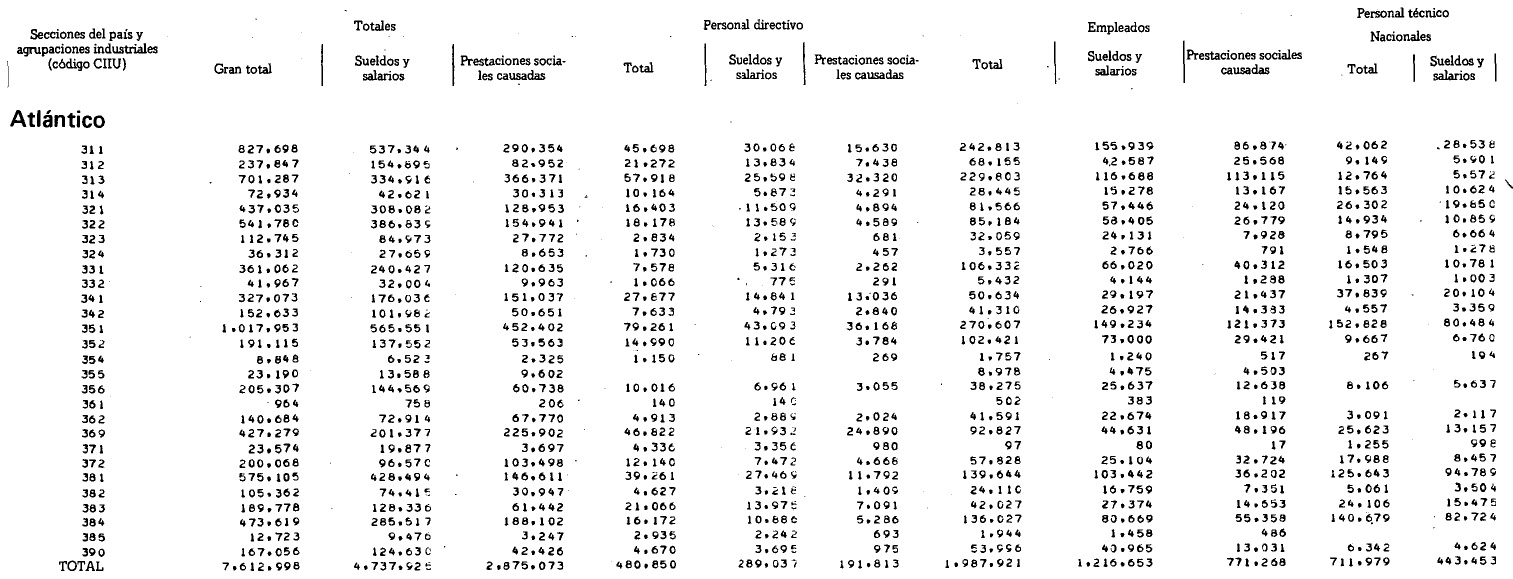 Secciones del país y agrupaciones industriales (código CIIU) Totales Personal directivo Empleados Personal técnico Nacionales
Gran total Sueldos y salarios Prestaciones socia- les causadas Total Sueldos y salarios Prestaciones socia- les causadas Total Sueldos y salarios Prestaciones sociales causadas Total Sueldos y salarios
Atlántico
311 827.698 537.344 290.354 45.698 30.068 15.630 242.813 155.939 86.874 42.062 28.538
312 237.847 154.895 82.952 21.272 13.834 7.438 68.155 42.587 25.568 9.149 5.901
313 701.287 334.916 366.371 57.918 25.598 32.320 229.803 116.688 113.115 12.764 5.572
314 72.934 42.621 30.313 10.164 5.873 4.291 28.445 15.278 13.167 15.563 10.624
321 437.035 308.082 128.953 16.403 11.509 4.894 81.566 57.446 24.120 26.302 19.850
322 541.780 386.839 154.941 18.178 13.589 4.589 85.184 58.405 26.779 14.934 10.859
323 112.745 84.973 27.772 2.834 2.153 681 32.059 24.131 7.928 8.795 6.664
324 36.312 27.659 8.653 1.730 1.273 457 3.557 2.766 791 1.548 1.278
331 361.062 240.427 120.635 7.578 5.316 2.262 106.332 66.020 40.312 16.503 10.781
332 41.967 32.004 9.963 1.066 775 291 5.432 4.144 1.288 1.307 1.003
341 327.073 176.036 151.037 27.877 14.841 13.036 50.634 29.197 21.437 37.839 20.104
342 152.633 101.982 50.651 7.633 4.793 2.840 41.310 26.927 14.383 4.557 3.359
351 1.017.953 565.551 452.402 79.261 43.093 36.168 270.607 149.234 121.373 152.828 80.484
352 191.115 137.552 53.563 14.990 11.206 3.784 102.421 73.000 29.421 9.667 6.760
354 8.848 6.523 2.325 1.150 881 269 1.757 1.240 517 267 194
355 23.190 13.588 9.602 8.978 4.475 4.503
356 205.307 144.569 60.738 10.016 6.961 3.055 38.275 25.637 12.638 8.106 5.637
361 964 758 206 140 140 502 383 119
362 140.684 72.914 67.770 4.913 2.889 2.024 41.591 22.674 18.917 3.091 2.117
369 427.279 201.377 225.902 46.822 21.932 24.890 92.827 44.631 48.196 25.623 13.157
371 23.574 19.877 3.697 4.336 3.356 980 97 80 17 1.255 998
372 200.068 96.570 103.498 12.140 7.472 4.668 57.828 25.104 32.724 17.988 8.457
381 575.105 428.494 146.611 39.261 27.469 11.792 139.644 103.442 36.202 125.643 94.789
382 105.362 74.415 30.947 4.627 3.218 1.409 24.110 16.759 7.351 5.061 3.504
383 189.778 128.336 61.442 21.066 13.975 7.091 42.027 27.374 14.653 24.106 15.475
384 473.619 285.517 188.102 16.172 10.886 5.286 136.027 80.669 55.358 140.679 82.724
385 12.723 9.476 3.247 2.935 2.242 693 1.944 1.458 486
390 167.056 124.630 42.426 4.670 3.695 975 53.996 40.965 13.031 6.342 4.624
TOTAL 7.612.998 4.737.925 2.875.073 480.850 289.037 191.813 1.987.921 1.216.653 771.268 711.979 443.453